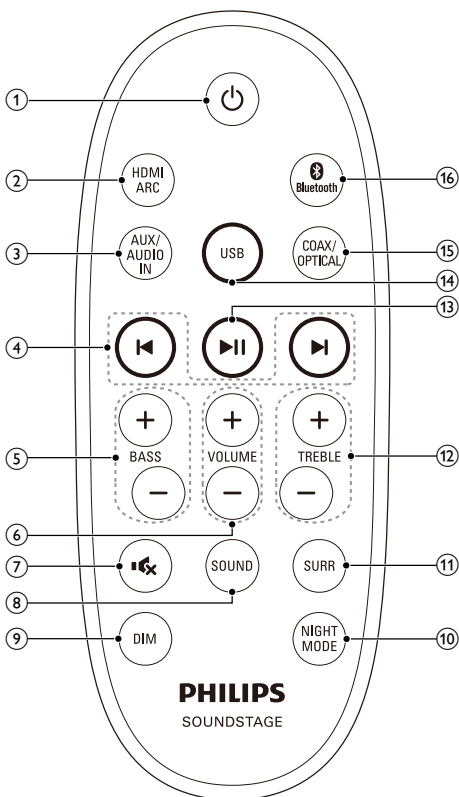 ①
② HDMI ARC
⑯ Bluetooth
③ AUX/ AUDIO IN
USB
COAX/ OPTICAL ⑮
⑭
⑬
④
⑤ BASS
VOLUME
TREBLE ⑫
⑥
⑦
SOUND
SURR ⑪
⑧
⑨ DIM
NIGHT MODE ⑩
PHILIPS
SOUNDSTAGE